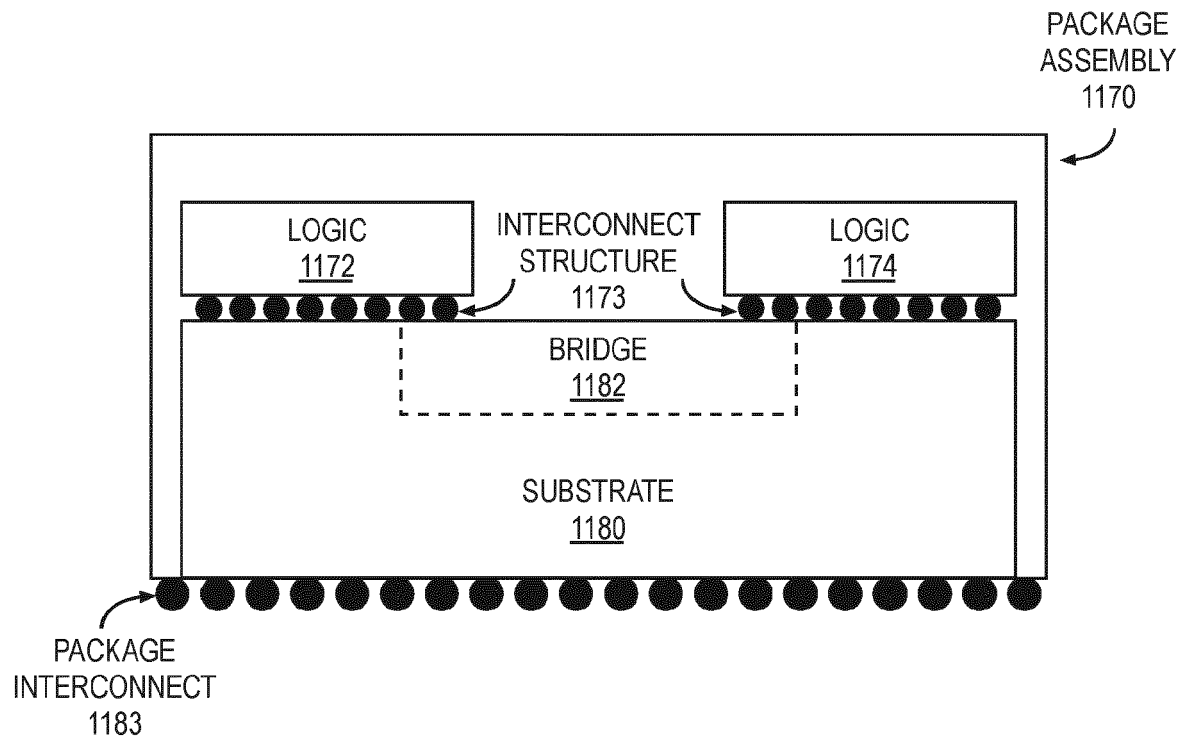 PACKAGE
ASSEMBLY
1170
LOGIC
1172
INTERCONNECT
STRUCTURE
1173
LOGIC
1174
BRIDGE
1182
SUBSTRATE
1180
PACKAGE
INTERCONNECT
1183